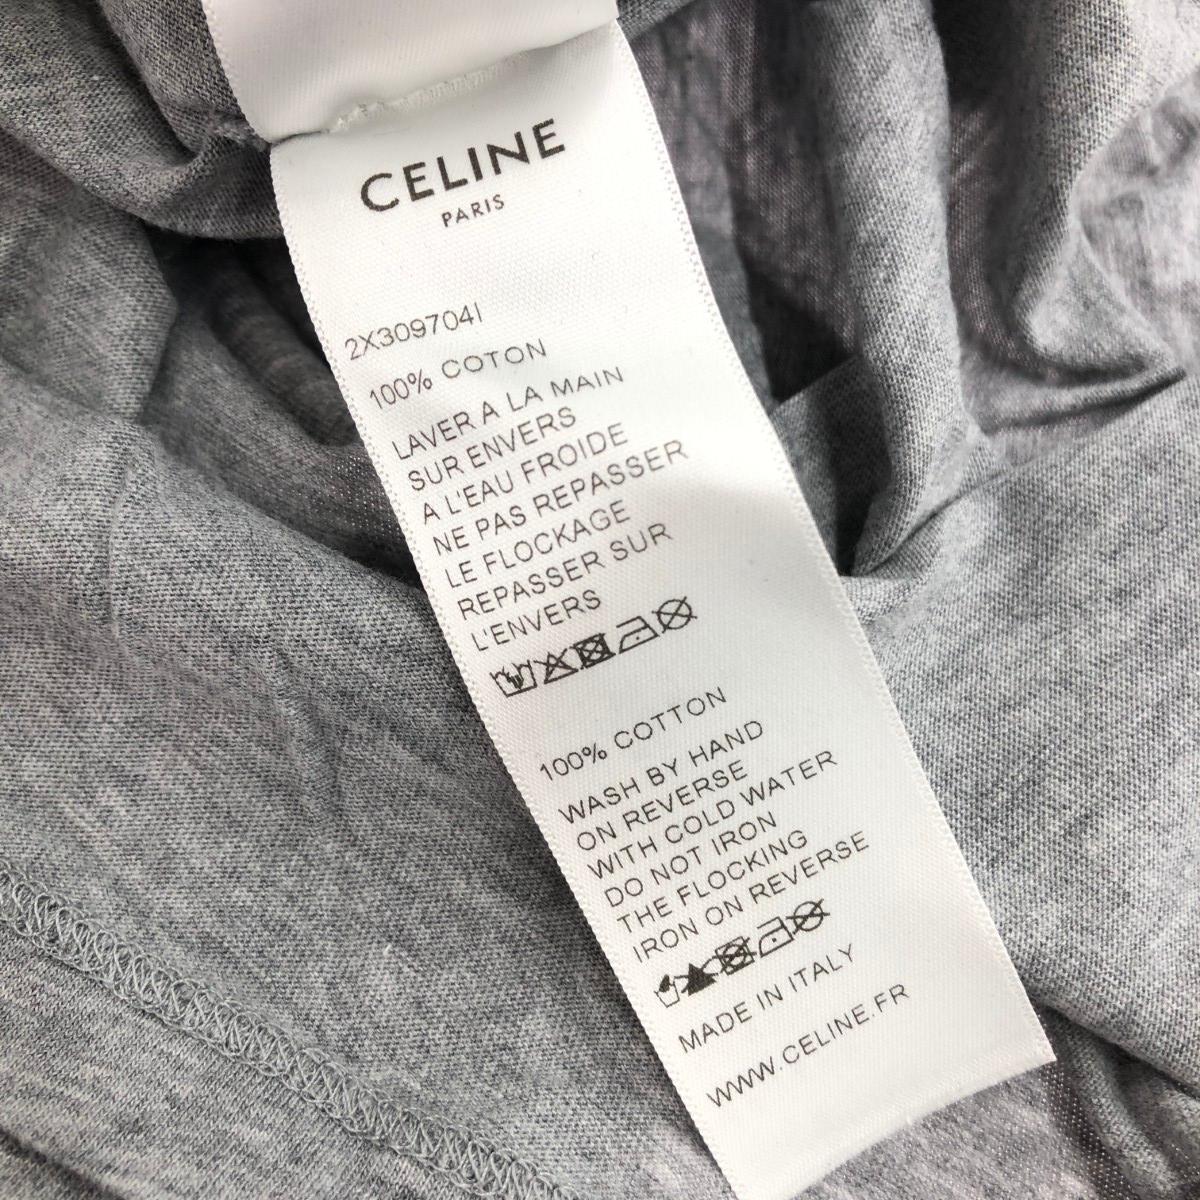 CELINE
PARIS
2X309704I
100% COTON
LAVER A LA MAIN
SUR ENVERS
A L'EAU FROIDE
NE PAS REPASSER
LE FLOCKAGE
REPASSER SUR
L'ENVERS
100% COTTON
WASH BY HAND
ON REVERSE
WITH COLD WATER
DO NOT IRON
THE FLOCKING
IRON ON REVERSE
MADE IN ITALY
WWW.CELINE.FR